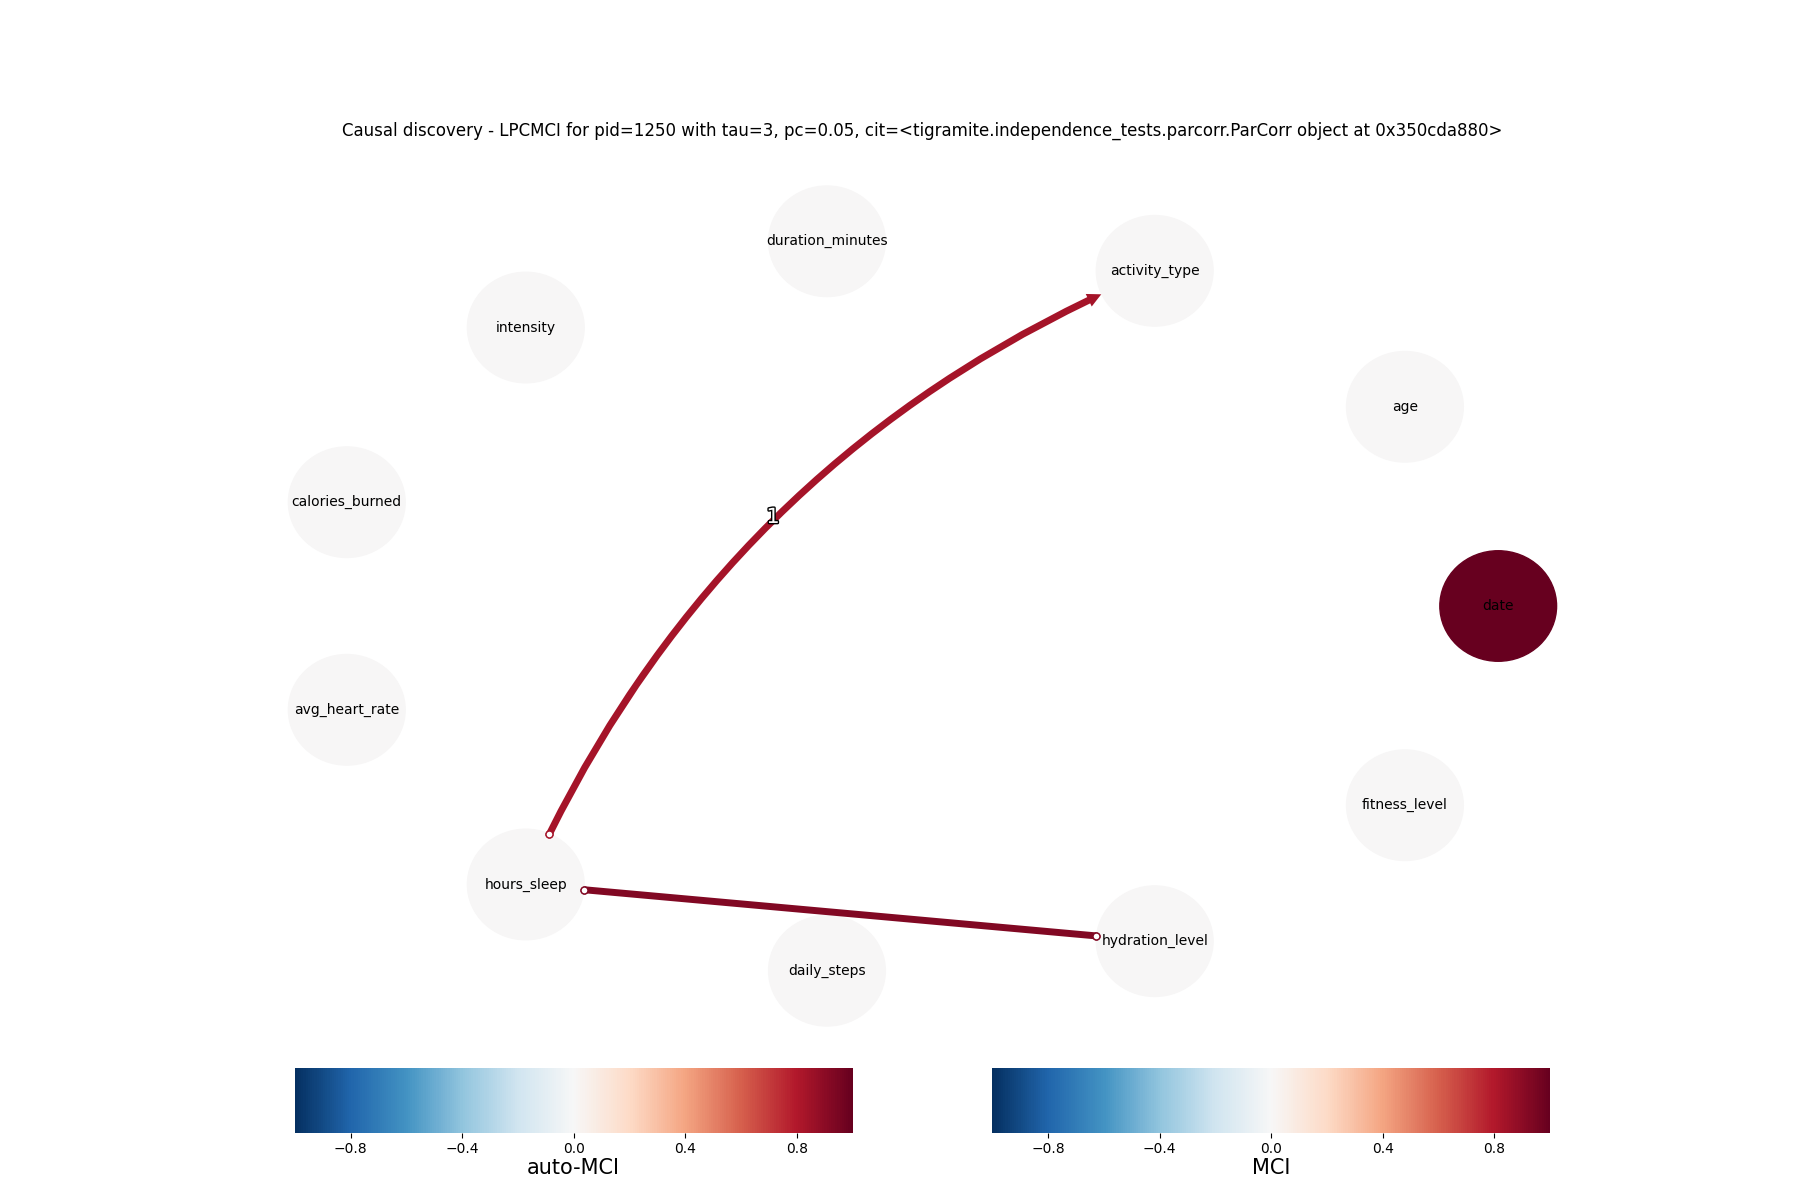 Causal discovery - LPCMCI for pid=1250 with tau=3, pc=0.05, cit=<tigramite.independence_tests.parcorr.ParCorr object at 0x350cda880>
duration_minutes
activity_type
intensity
age
calories_burned
1
date
avg_heart_rate
fitness_level
hours_sleep
hydration_level
daily_steps
−0.8 −0.4 0.0 0.4 0.8
auto-MCI
−0.8 −0.4 0.0 0.4 0.8
MCI